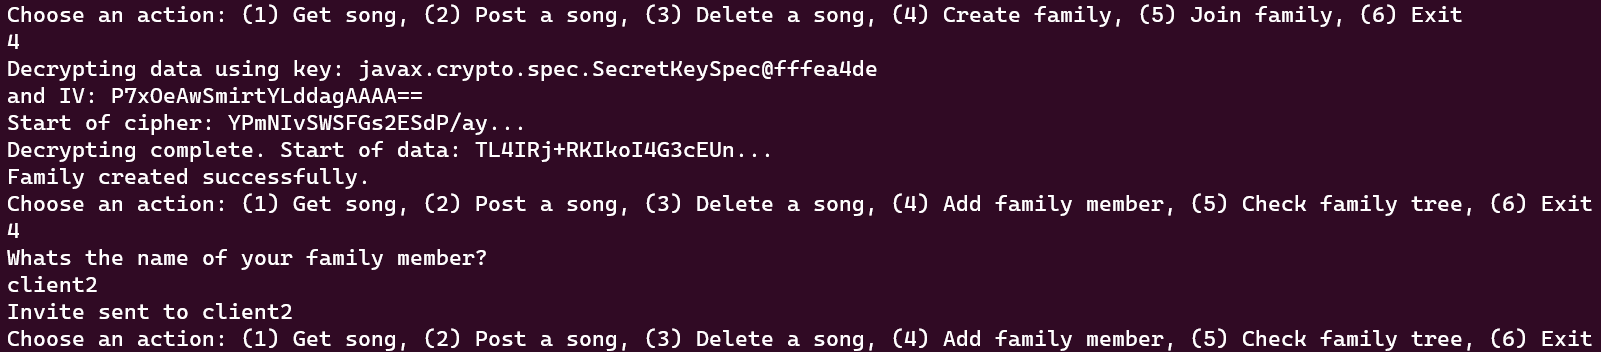 Choose an action: (1) Get song, (2) Post a song, (3) Delete a song, (4) Create family, (5) Join family, (6) Exit
4
Decrypting data using key: javax.crypto.spec.SecretKeySpec@fffea4de
and IV: P7xOeAwSmirtYLddagAAAA==
Start of cipher: YPmNIvSWSFGs2ESdP/ay...
Decrypting complete. Start of data: TL4IRj+RKIkoI4G3cEUn...
Family created successfully.
Choose an action: (1) Get song, (2) Post a song, (3) Delete a song, (4) Add family member, (5) Check family tree, (6) Exit
4
Whats the name of your family member?
client2
Invite sent to client2
Choose an action: (1) Get song, (2) Post a song, (3) Delete a song, (4) Add family member, (5) Check family tree, (6) Exit